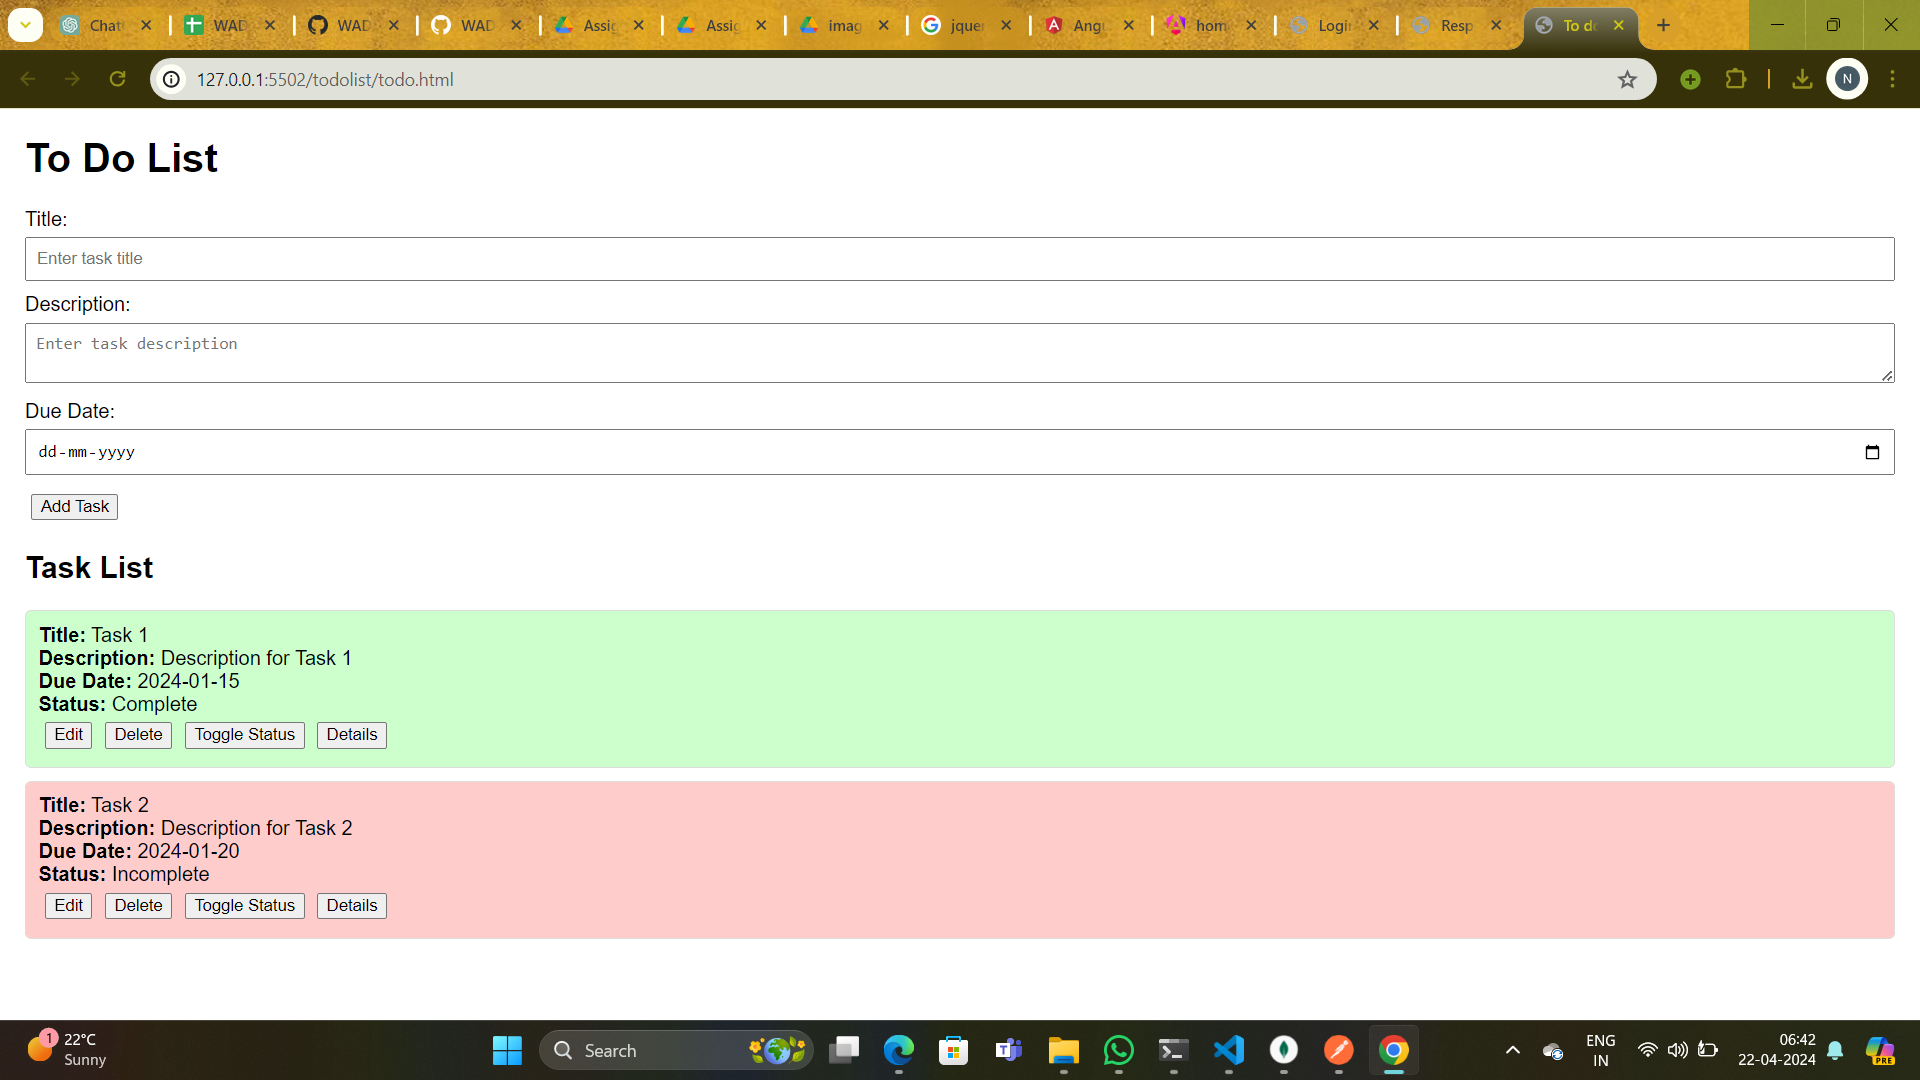 Chat
WAD
WAD
WAD
Assig
Assig
imag
jque
Angu
hom
Login
Resp
To do
127.0.0.1:5502/todolist/todo.html
N
To Do List
Title:
Enter task title
Description:
Enter task description
Due Date:
dd-mm-yyyy
Add Task
Task List
Title: Task 1
Description: Description for Task 1
Due Date: 2024-01-15
Status: Complete
Edit Delete Toggle Status Details
Title: Task 2
Description: Description for Task 2
Due Date: 2024-01-20
Status: Incomplete
Edit Delete Toggle Status Details
1
22°C
Sunny
Search
ENG
IN
06:42
22-04-2024
PRE